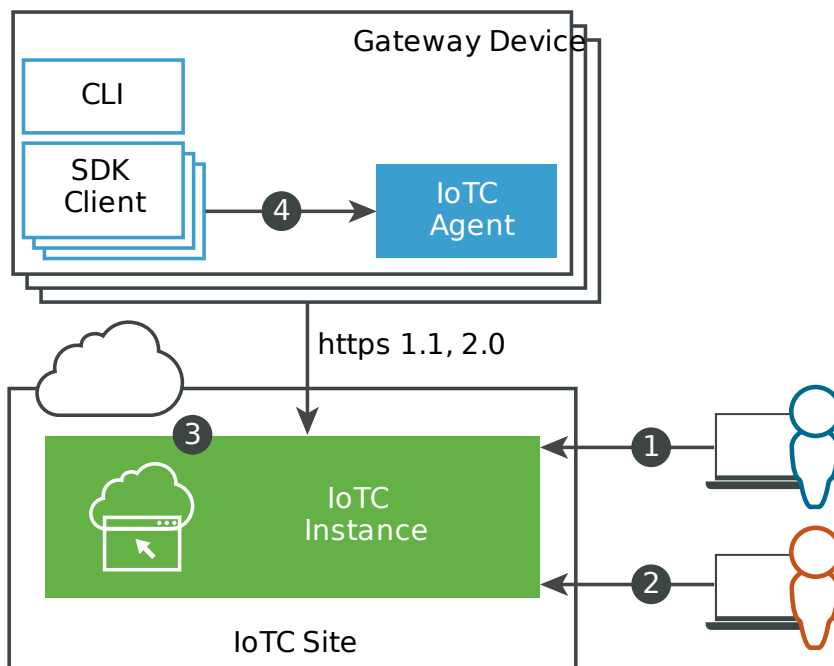 Gateway Device
CLI
SDK
Client
4
IoTC
Agent
https 1.1, 2.0
3
1
IoTC
Instance
2
IoTC Site